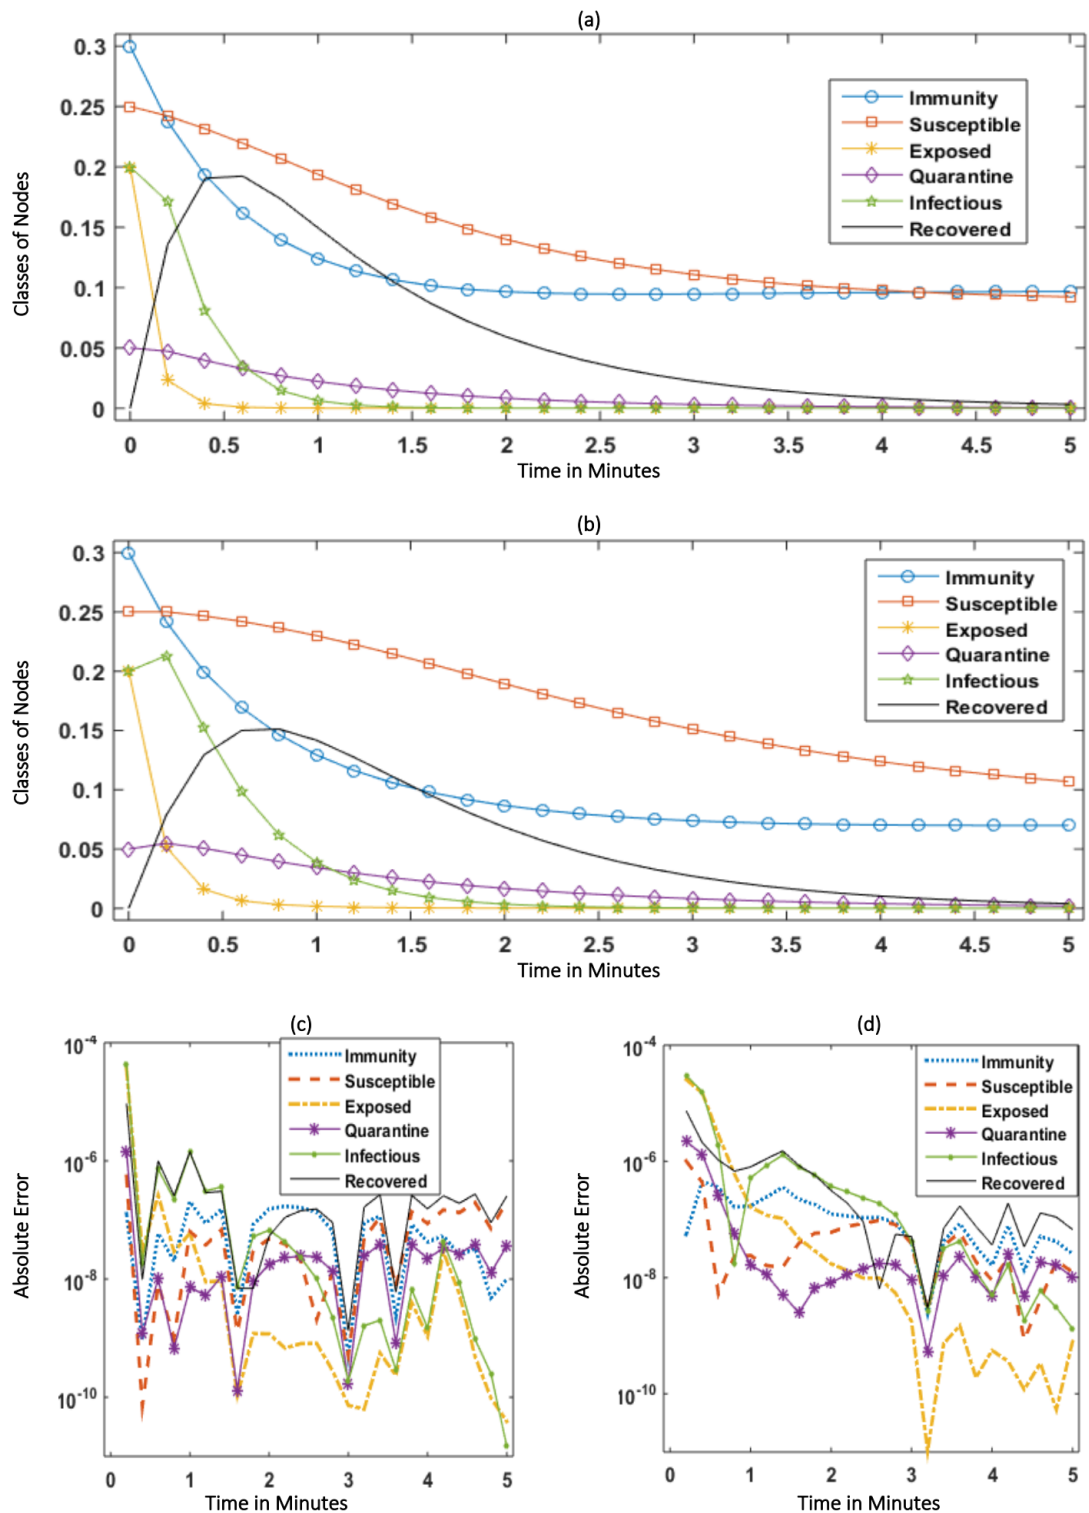 (a)
Classes of Nodes
0.3
0.25
0.2
0.15
0.1
0.05
0
Immunity
Susceptible
Exposed
Quarantine
Infectious
Recovered
0 0.5 1 1.5 2 2.5 3 3.5 4 4.5 5
Time in Minutes
(b)
Classes of Nodes
0.3
0.25
0.2
0.15
0.1
0.05
0
Immunity
Susceptible
Exposed
Quarantine
Infectious
Recovered
0 0.5 1 1.5 2 2.5 3 3.5 4 4.5 5
Time in Minutes
(c)
Absolute Error
10-4
10-6
10-8
10-10
Immunity
Susceptible
Exposed
Quarantine
Infectious
Recovered
0 1 2 3 4 5
Time in Minutes
(d)
Absolute Error
10-4
10-6
10-8
10-10
Immunity
Susceptible
Exposed
Quarantine
Infectious
Recovered
0 1 2 3 4 5
Time in Minutes